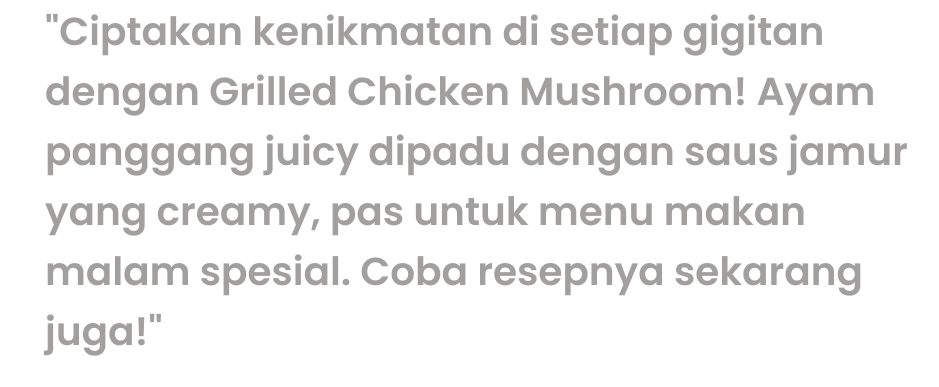 "Ciptakan kenikmatan di setiap gigitan
dengan Grilled Chicken Mushroom! Ayam
panggang juicy dipadu dengan saus jamur
yang creamy, pas untuk menu makan
malam spesial. Coba resepnya sekarang
juga!"